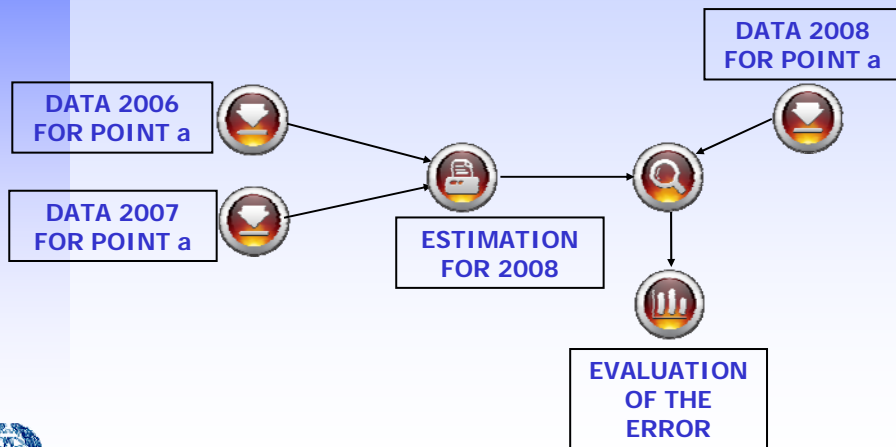 DATA 2008
FOR POINT a
DATA 2006
FOR POINT a
DATA 2007
FOR POINT a
ESTIMATION
FOR 2008
EVALUATION
OF THE
ERROR